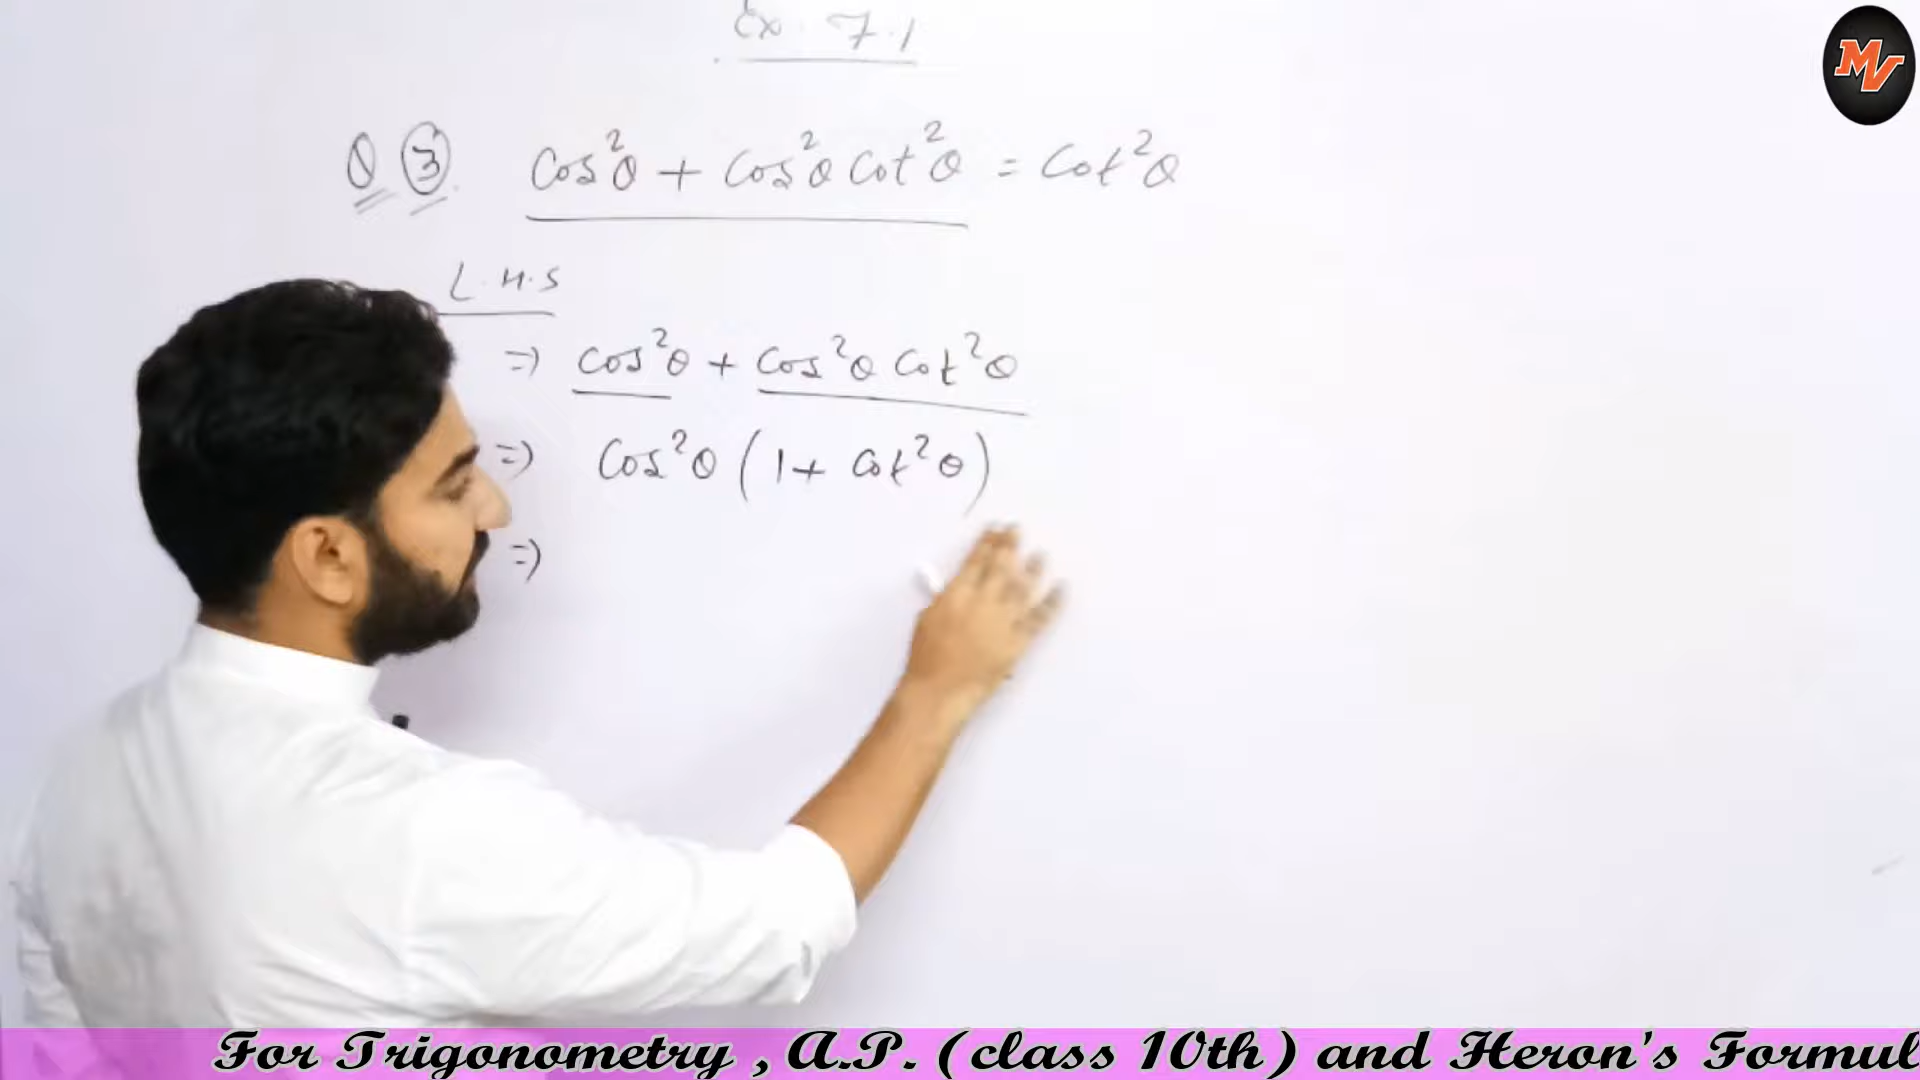 Ex. 7.1
MV
Q 3. Cos²θ + Cos²θ Cot²θ = Cot²θ
L.H.S
=) Cos²θ + Cos²θ Cot²θ
=) Cos²θ (1 + Cot²θ)
=)
For Trigonometry , A.P. (class 10th) and Heron's Formul